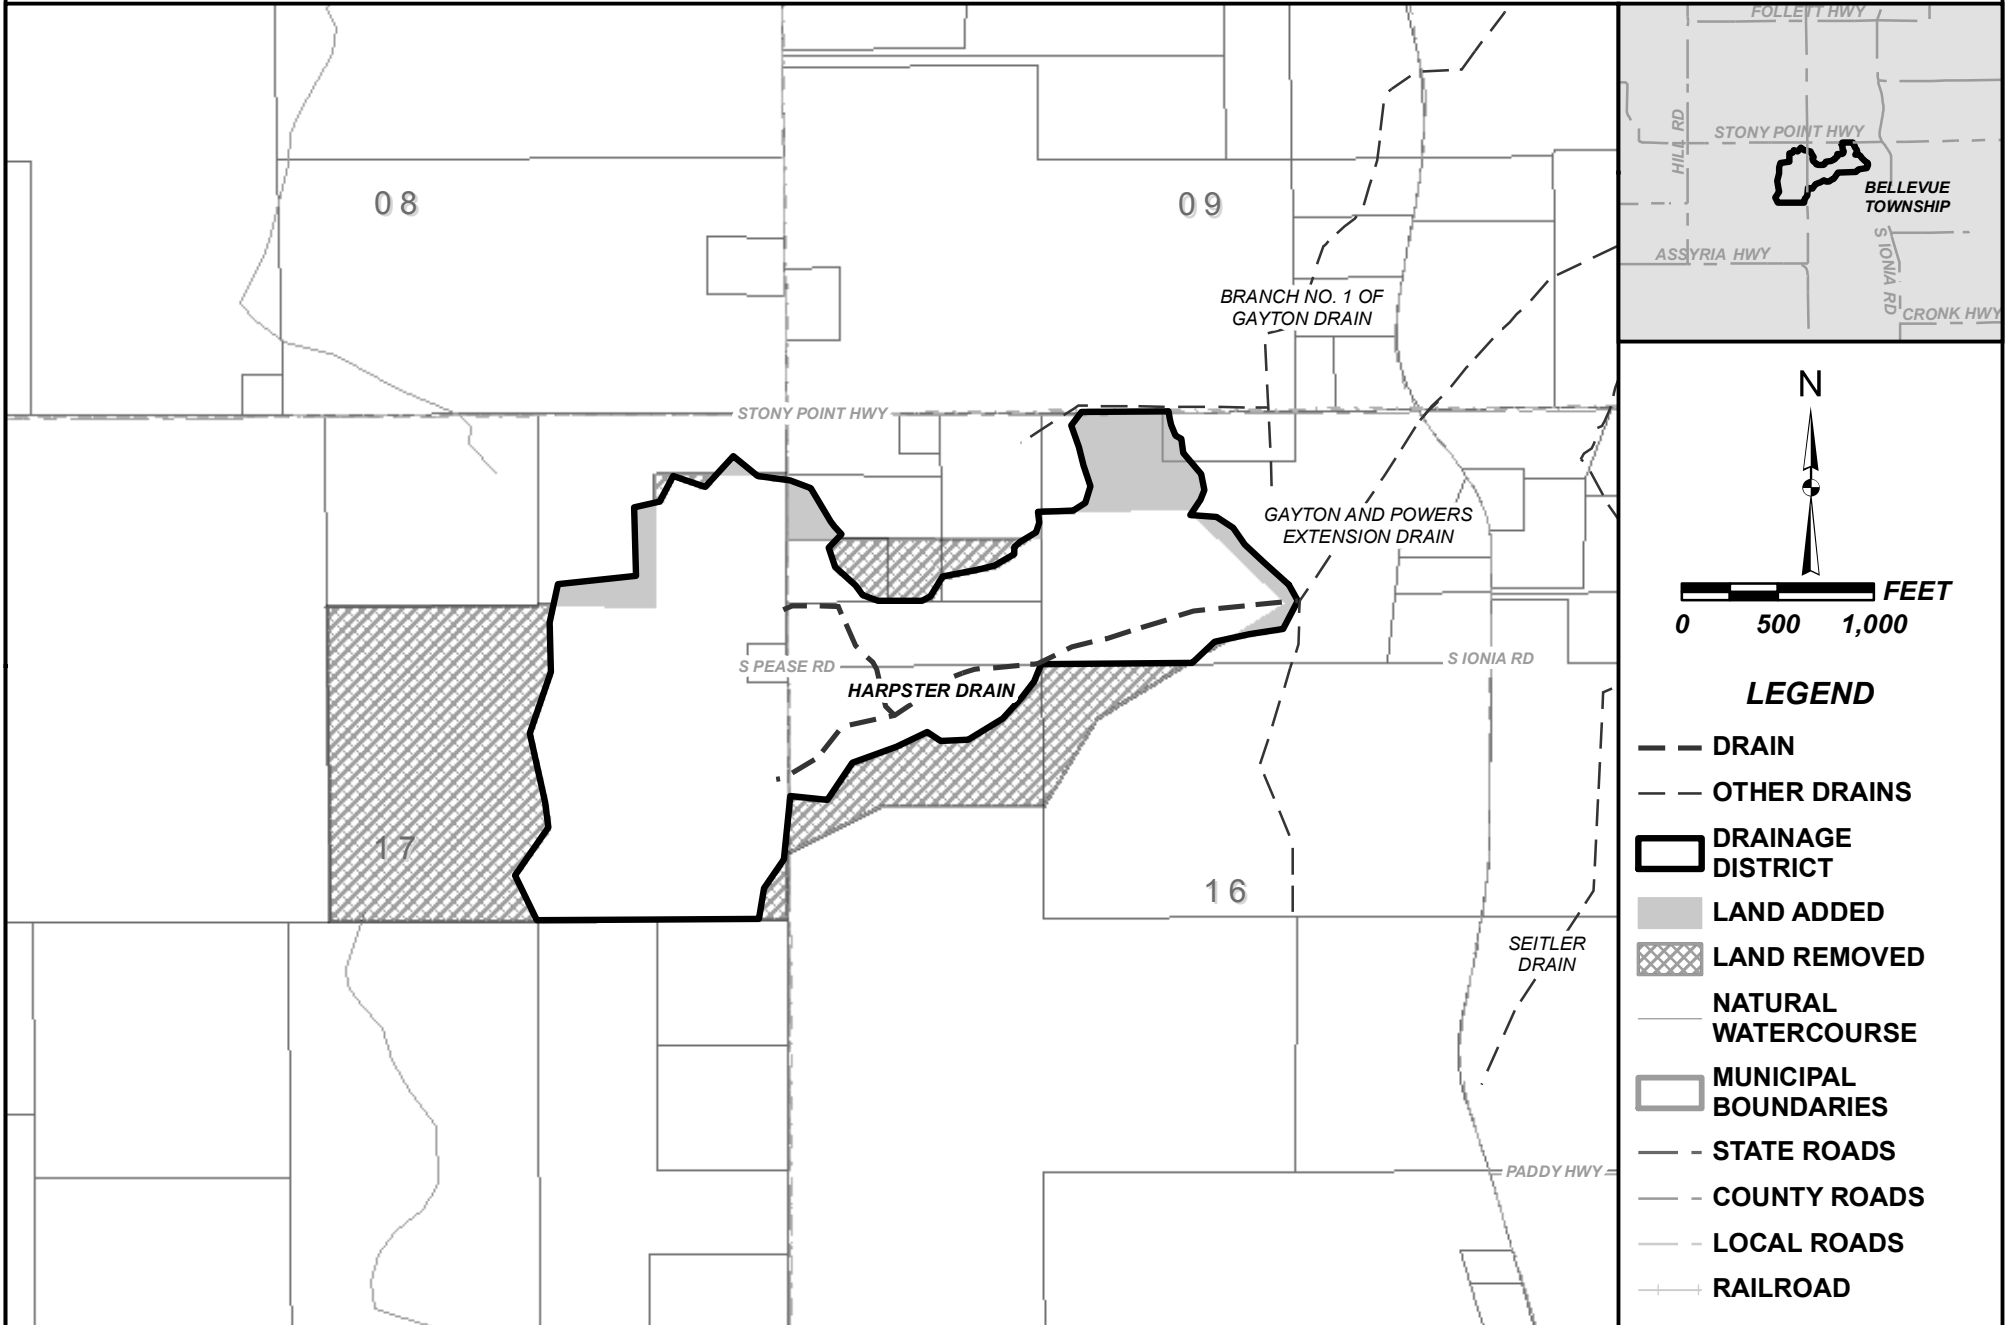 08
09
STONY POINT HWY
BRANCH NO. 1 OF
GAYTON DRAIN
GAYTON AND POWERS
EXTENSION DRAIN
S PEASE RD
HARPSTER DRAIN
S IONIA RD
17
16
SEITLER
DRAIN
PADDY HWY
FOLLETT HWY
HILL RD
STONY POINT HWY
BELLEVUE
TOWNSHIP
ASSYRIA HWY
S IONIA RD
CRONK HWY
N
FEET
0 500 1,000
LEGEND
DRAIN
OTHER DRAINS
DRAINAGE
DISTRICT
LAND ADDED
LAND REMOVED
NATURAL
WATERCOURSE
MUNICIPAL
BOUNDARIES
STATE ROADS
COUNTY ROADS
LOCAL ROADS
RAILROAD